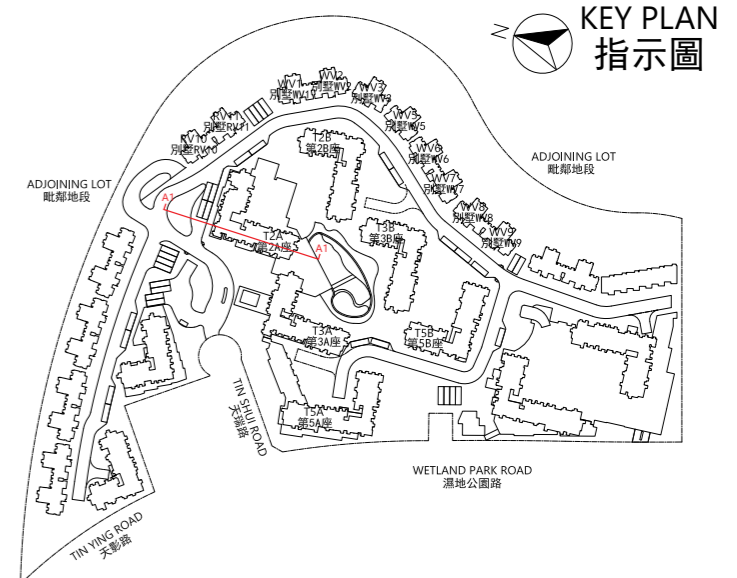 KEY PLAN
指示圖
N
WV1
別墅WV1
WV2
別墅WV2
WV3
別墅WV3
RV11
別墅RV11
RV10
別墅RV10
WV5
別墅WV5
WV6
別墅WV6
WV7
別墅WV7
WV8
別墅WV8
WV9
別墅WV9
T2B
第2B座
ADJOINING LOT
毗鄰地段
ADJOINING LOT
毗鄰地段
A1
T2A
第2A座
A1
T3B
第3B座
T3A
第3A座
T5B
第5B座
T5A
第5A座
TIN SHUI ROAD
天瑞路
WETLAND PARK ROAD
濕地公園路
TIN YING ROAD
天影路